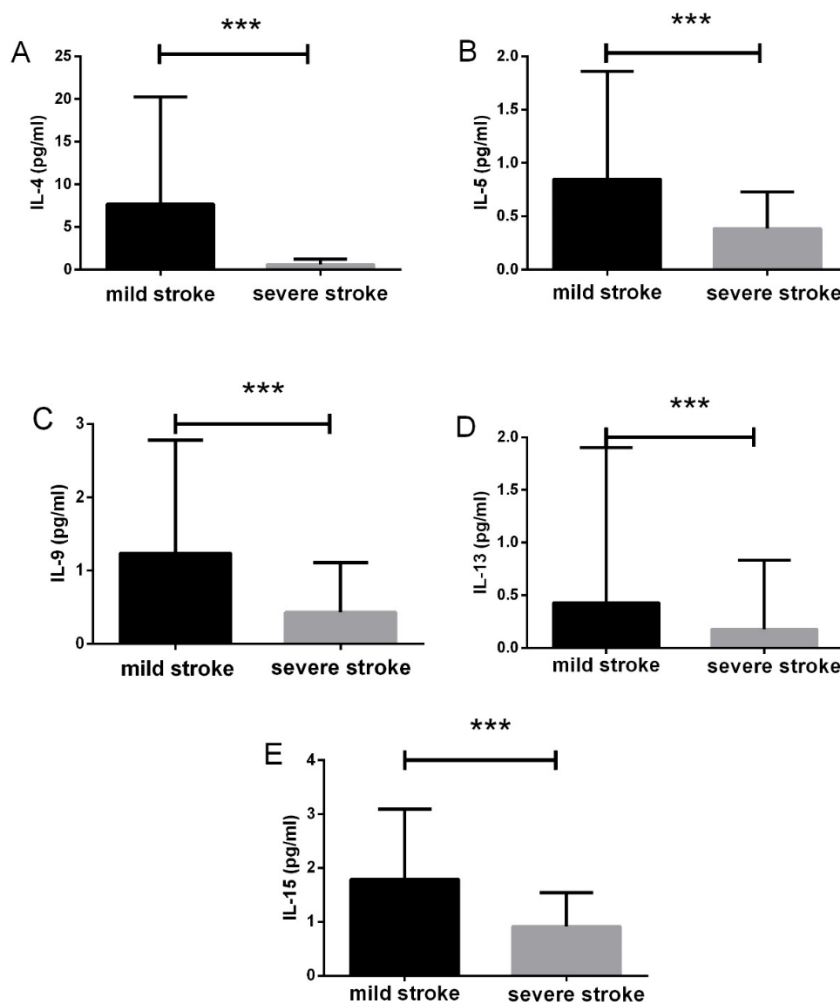 A
***
25
20
15
10
5
0
IL-4 (pg/ml)
mild stroke severe stroke
B
***
2.0
1.5
1.0
0.5
0.0
IL-5 (pg/ml)
mild stroke severe stroke
C
***
3
2
1
0
IL-9 (pg/ml)
mild stroke severe stroke
D
***
2.0
1.5
1.0
0.5
0.0
IL-13 (pg/ml)
mild stroke severe stroke
E
***
4
3
2
1
0
IL-15 (pg/ml)
mild stroke severe stroke